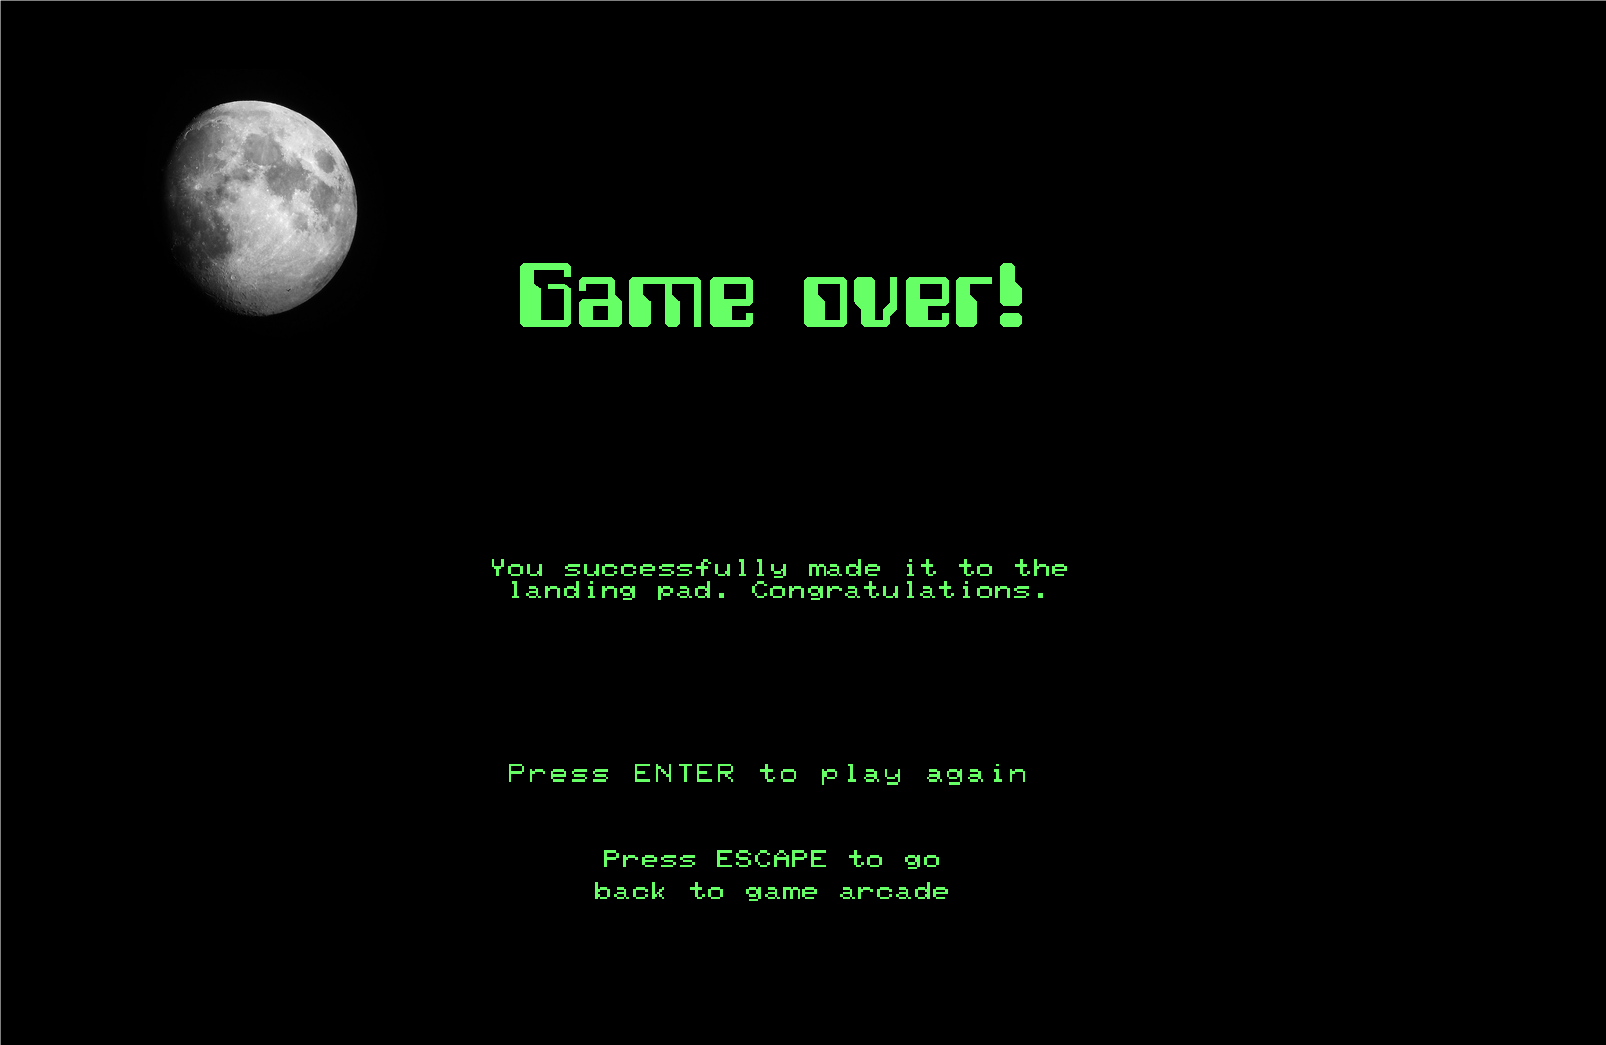 Game over!
You successfully made it to the
landing pad. Congratulations.
Press ENTER to play again
Press ESCAPE to go
back to game arcade